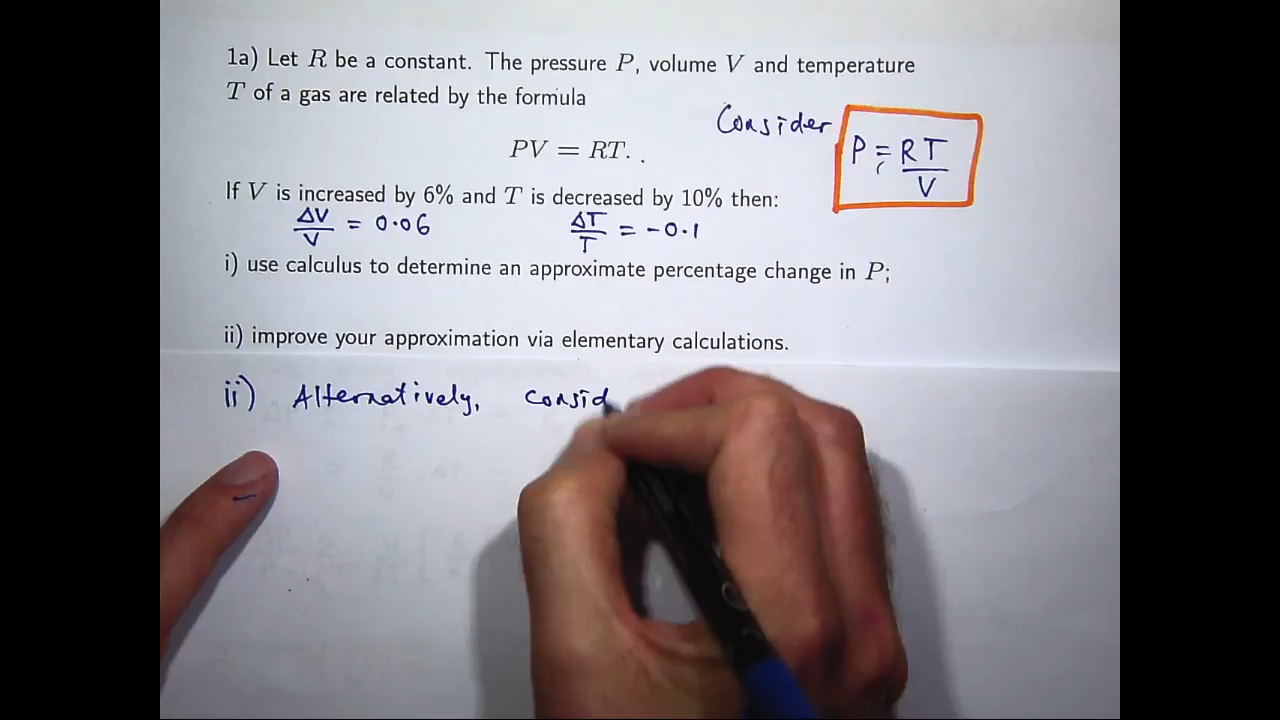 1a) Let R be a constant. The pressure P, volume V and temperature
T of a gas are related by the formula
Consider P = RT/V
PV = RT.
If V is increased by 6% and T is decreased by 10% then:
ΔV/V = 0.06 ΔT/T = -0.1
i) use calculus to determine an approximate percentage change in P;
ii) improve your approximation via elementary calculations.
ii) Alternatively, consid